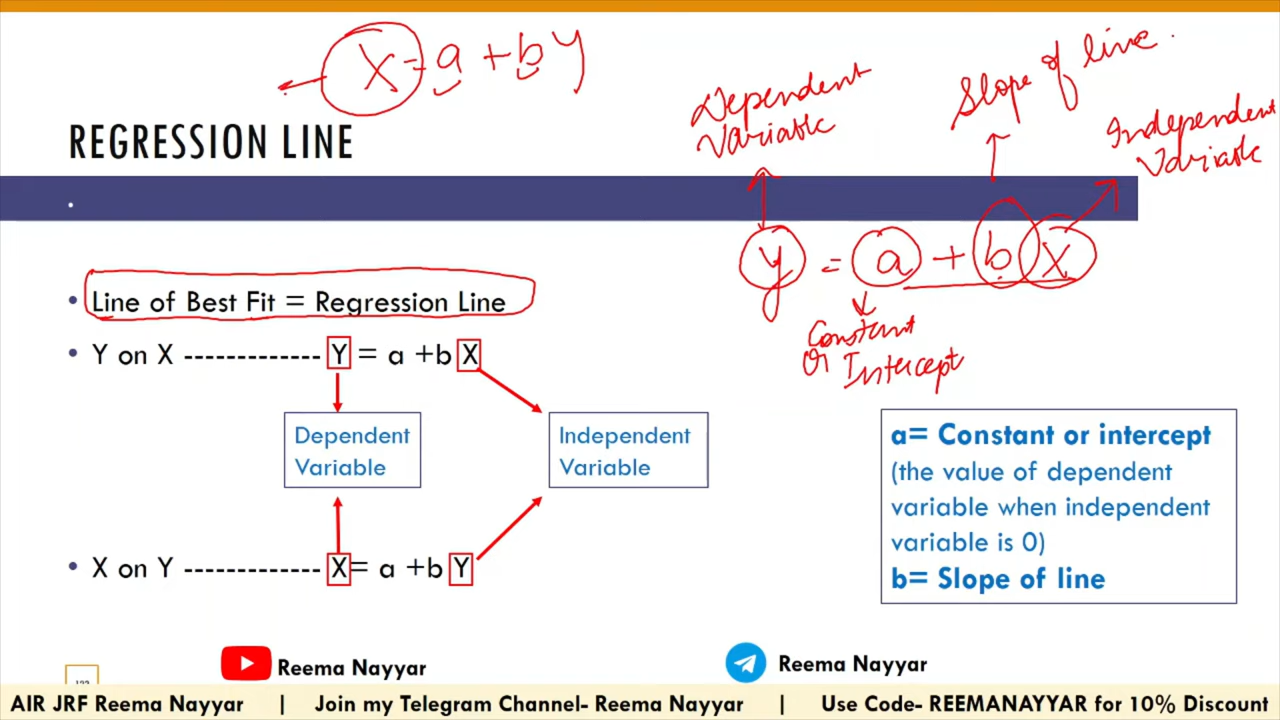 X = a + b Y
Dependent
Variable
Slope of line
Independent
Variable
REGRESSION LINE
y = a + b X
Constant
Or Intercept
• Line of Best Fit = Regression Line
• Y on X ------------- Y = a +b X
Dependent
Variable
Independent
Variable
• X on Y ------------- X= a +b Y
a= Constant or intercept
(the value of dependent
variable when independent
variable is 0)
b= Slope of line
Reema Nayyar
Reema Nayyar
AIR JRF Reema Nayyar | Join my Telegram Channel- Reema Nayyar | Use Code- REEMANAYYAR for 10% Discount